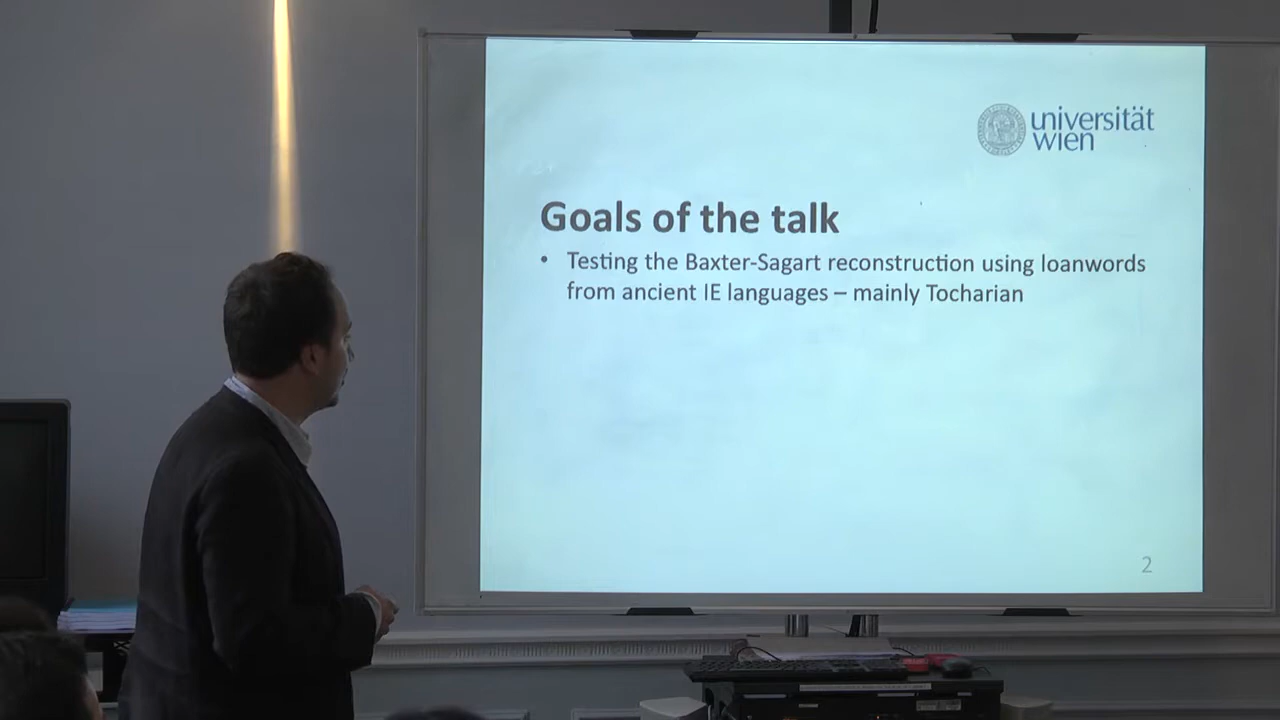 universität
wien
Goals of the talk
• Testing the Baxter-Sagart reconstruction using loanwords
from ancient IE languages – mainly Tocharian
2